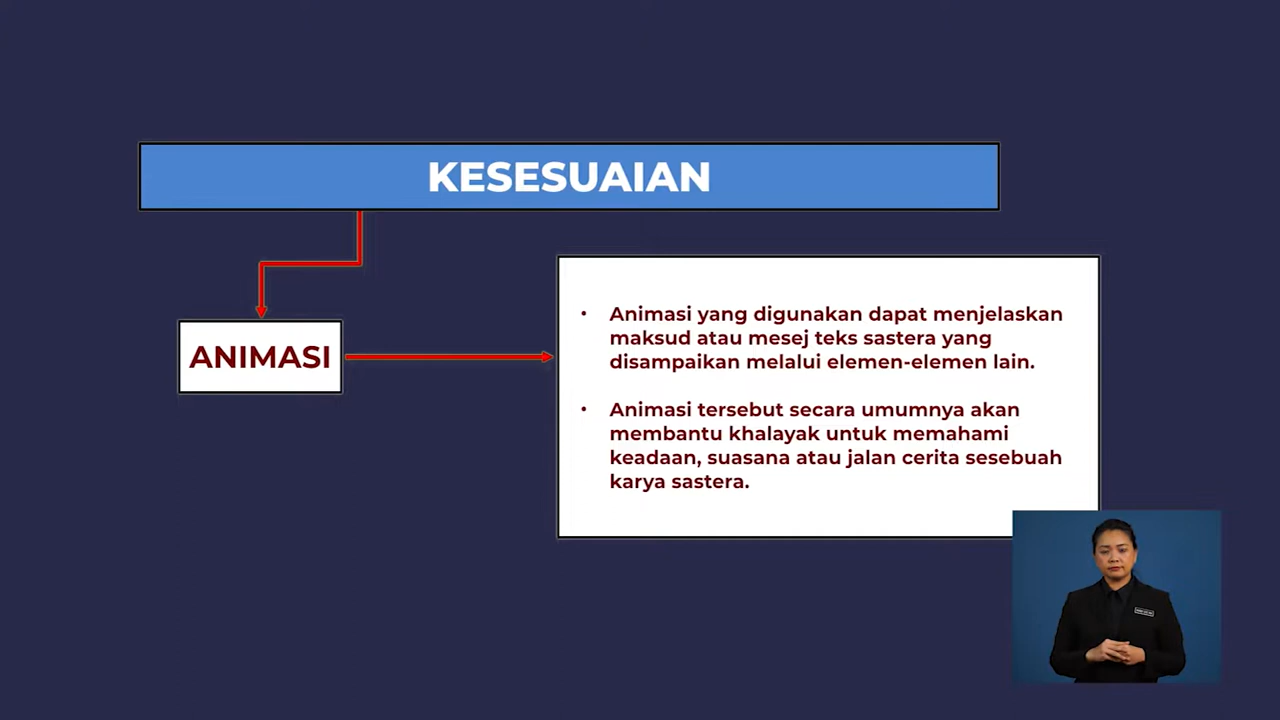 KESESUAIAN
ANIMASI
• Animasi yang digunakan dapat menjelaskan
maksud atau mesej teks sastera yang
disampaikan melalui elemen-elemen lain.
• Animasi tersebut secara umumnya akan
membantu khalayak untuk memahami
keadaan, suasana atau jalan cerita sesebuah
karya sastera.